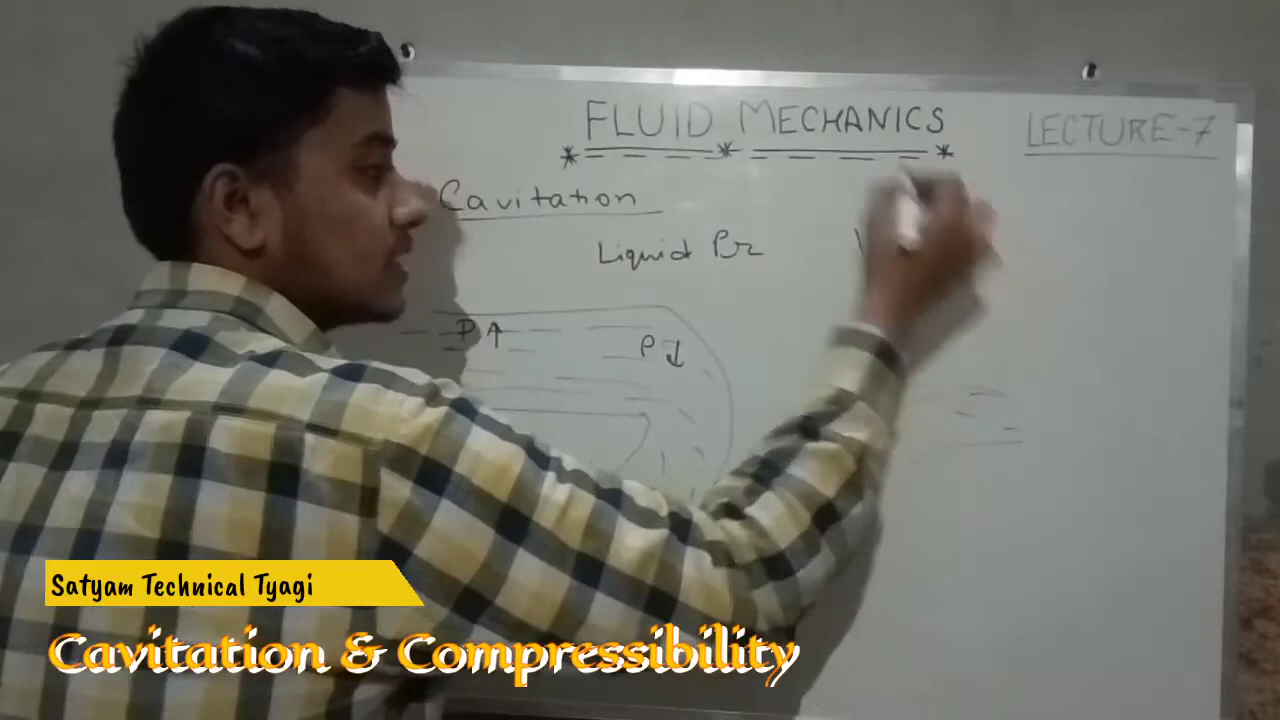 FLUID MECHANICS
LECTURE-7
Cavitation
Liquid Pr
P↑
P↓
Satyam Technical Tyagi
Cavitation & Compressibility